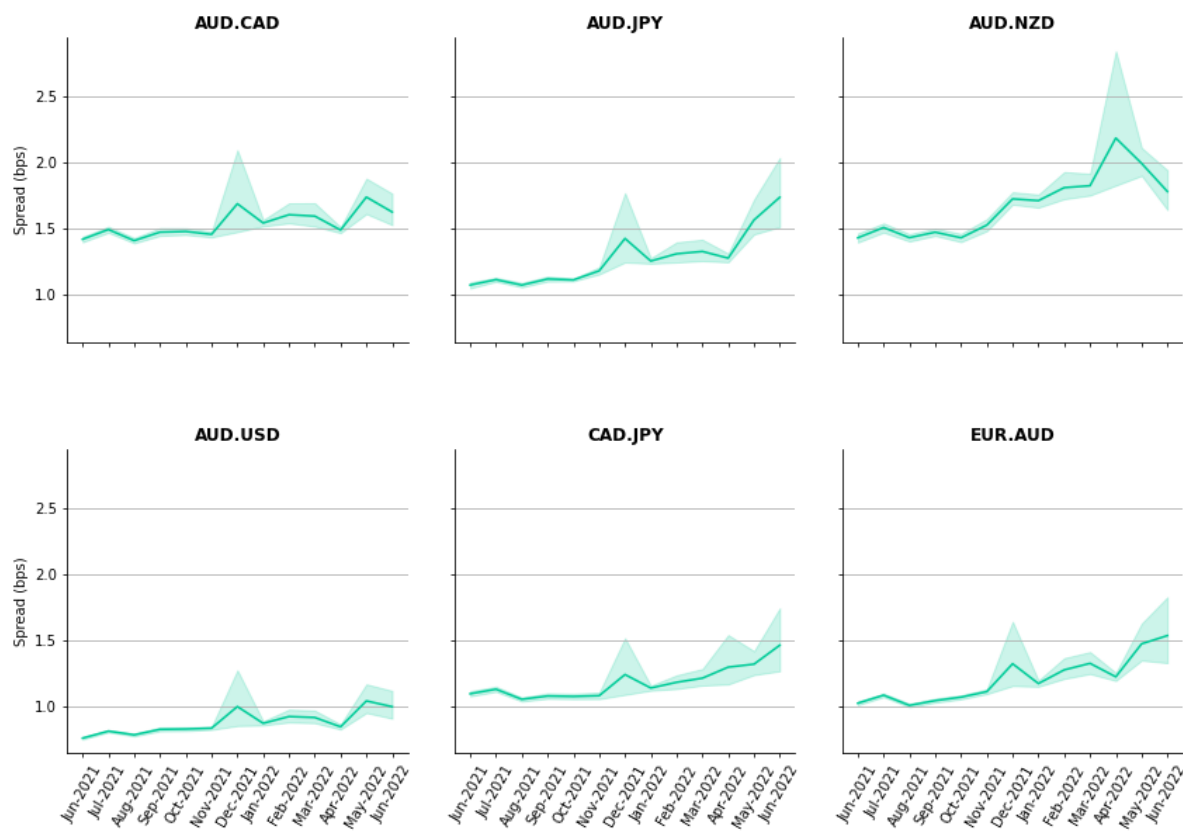 AUD.CAD AUD.JPY AUD.NZD
Spread (bps)
2.5
2.0
1.5
1.0
AUD.USD CAD.JPY EUR.AUD
Spread (bps)
2.5
2.0
1.5
1.0
Jun-2021 Jul-2021 Aug-2021 Sep-2021 Oct-2021 Nov-2021 Dec-2021 Jan-2022 Feb-2022 Mar-2022 Apr-2022 May-2022 Jun-2022
Jun-2021 Jul-2021 Aug-2021 Sep-2021 Oct-2021 Nov-2021 Dec-2021 Jan-2022 Feb-2022 Mar-2022 Apr-2022 May-2022 Jun-2022
Jun-2021 Jul-2021 Aug-2021 Sep-2021 Oct-2021 Nov-2021 Dec-2021 Jan-2022 Feb-2022 Mar-2022 Apr-2022 May-2022 Jun-2022